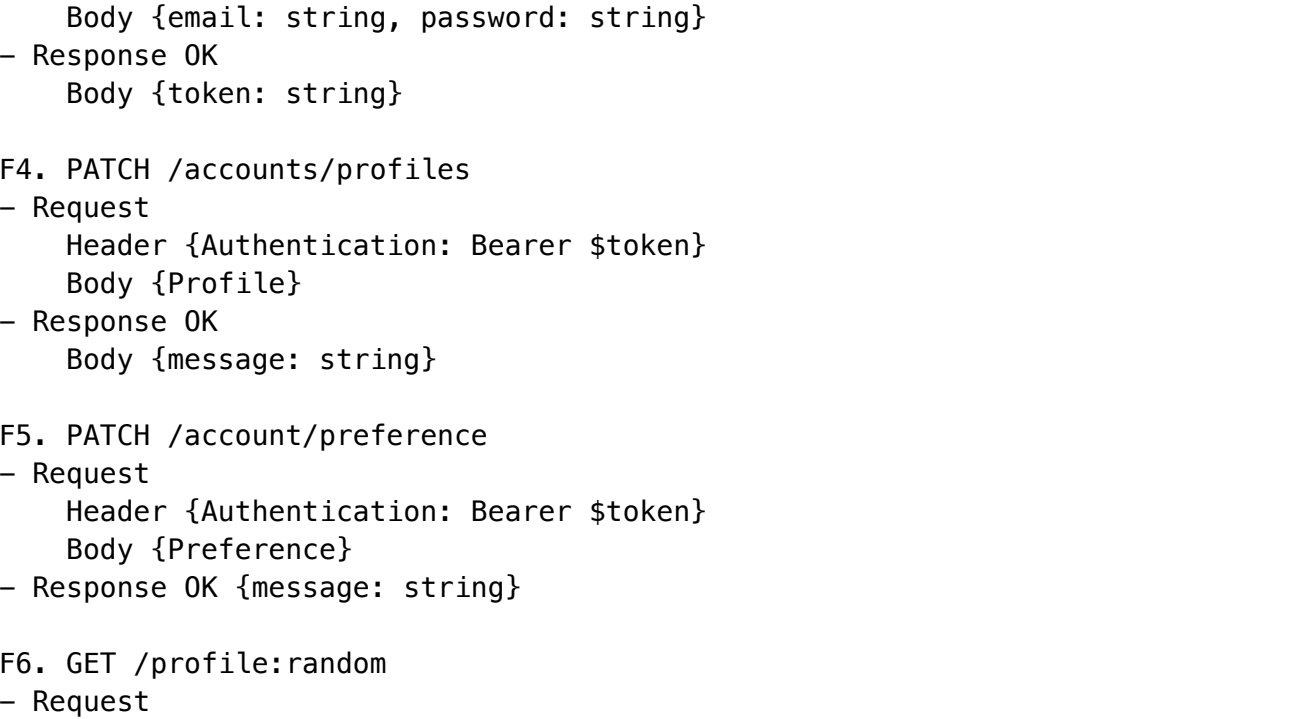 Body {email: string, password: string}
– Response OK
Body {token: string}
F4. PATCH /accounts/profiles
– Request
Header {Authentication: Bearer $token}
Body {Profile}
– Response OK
Body {message: string}
F5. PATCH /account/preference
– Request
Header {Authentication: Bearer $token}
Body {Preference}
– Response OK {message: string}
F6. GET /profile:random
– Request